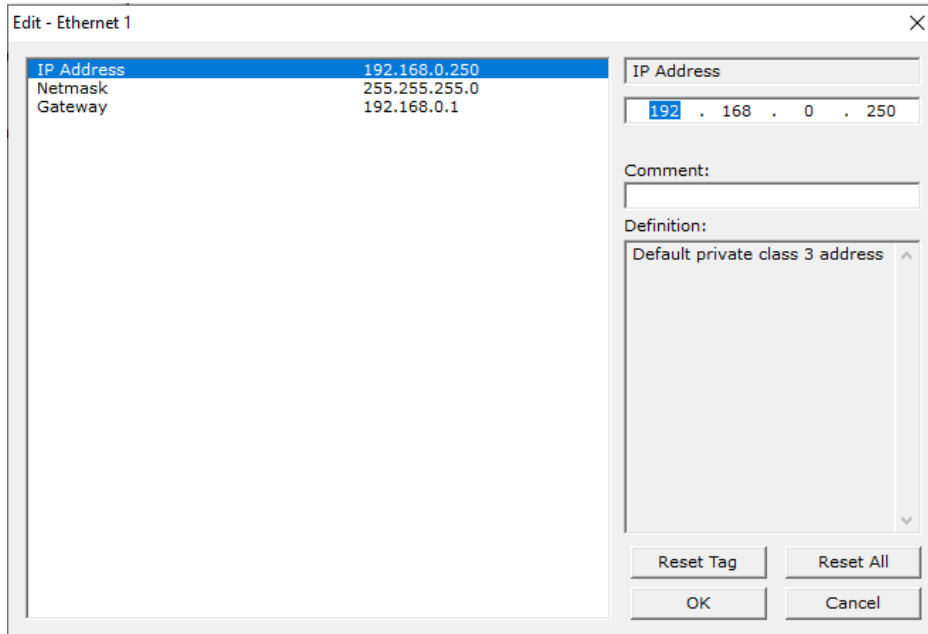 Edit - Ethernet 1
IP Address 192.168.0.250
Netmask 255.255.255.0
Gateway 192.168.0.1
IP Address
192 . 168 . 0 . 250
Comment:
Definition:
Default private class 3 address
Reset Tag Reset All
OK Cancel